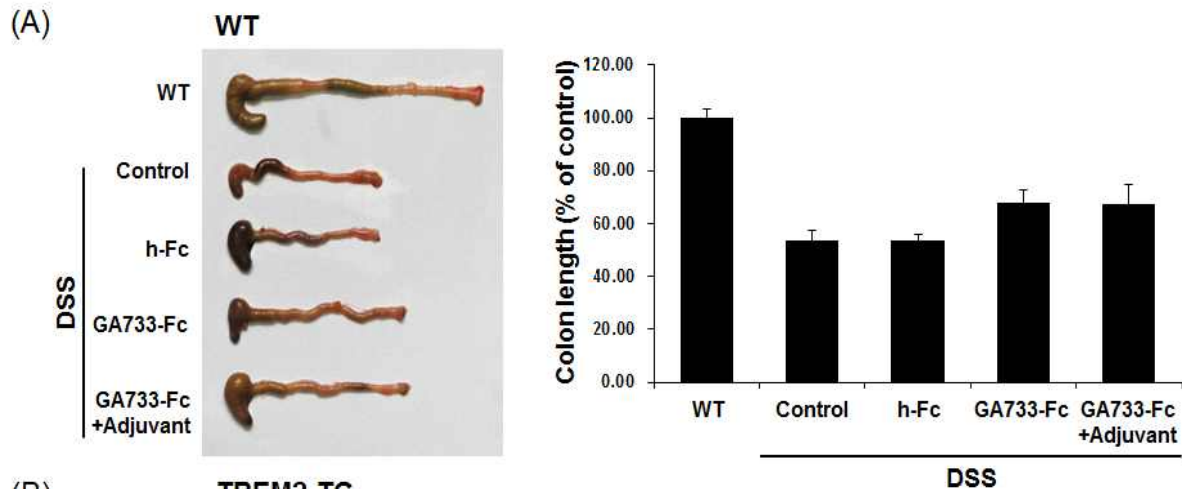 (A)
WT
WT
Control
h-Fc
GA733-Fc
GA733-Fc
+Adjuvant
DSS
Colon length (% of control)
120.00
100.00
80.00
60.00
40.00
20.00
0.00
WT
Control
h-Fc
GA733-Fc
GA733-Fc
+Adjuvant
DSS